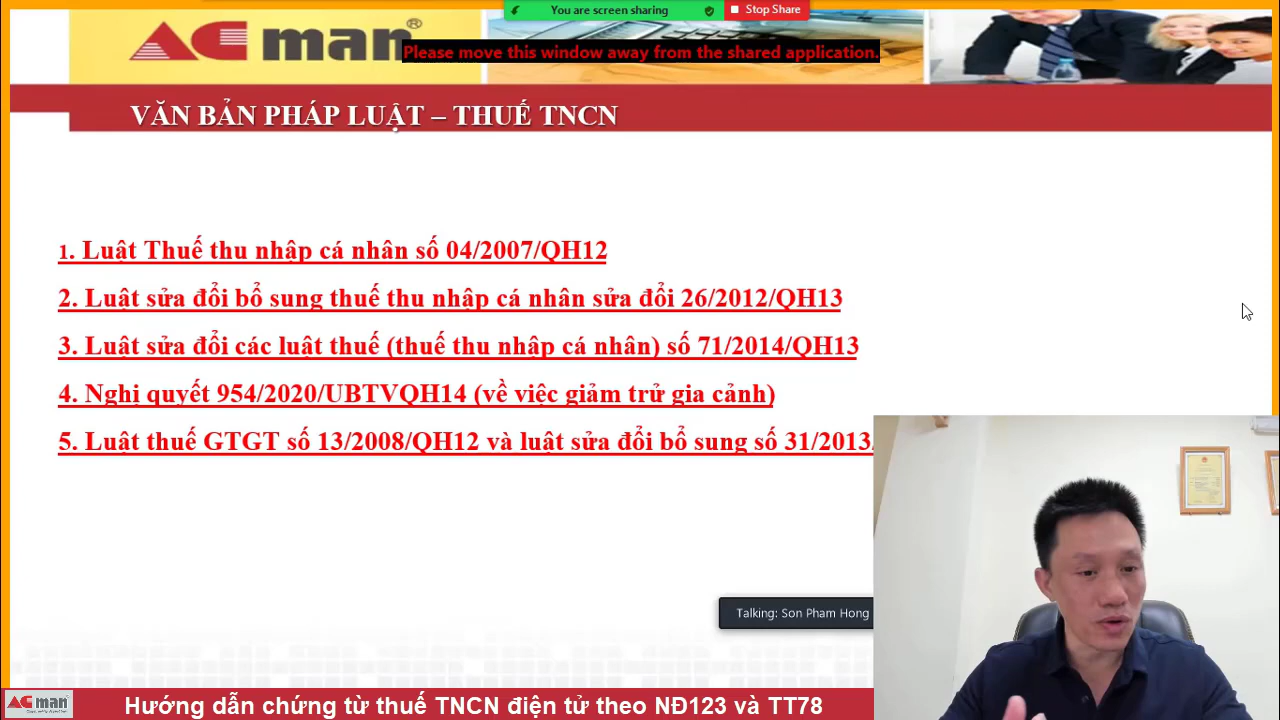 You are screen sharing
Stop Share
AC man®
Please move this window away from the shared application.
VĂN BẢN PHÁP LUẬT – THUẾ TNCN
1. Luật Thuế thu nhập cá nhân số 04/2007/QH12
2. Luật sửa đổi bổ sung thuế thu nhập cá nhân sửa đổi 26/2012/QH13
3. Luật sửa đổi các luật thuế (thuế thu nhập cá nhân) số 71/2014/QH13
4. Nghị quyết 954/2020/UBTVQH14 (về việc giảm trử gia cảnh)
5. Luật thuế GTGT số 13/2008/QH12 và luật sửa đổi bổ sung số 31/2013
Talking: Son Pham Hong
AC man
Hướng dẫn chứng từ thuế TNCN điện tử theo NĐ123 và TT78